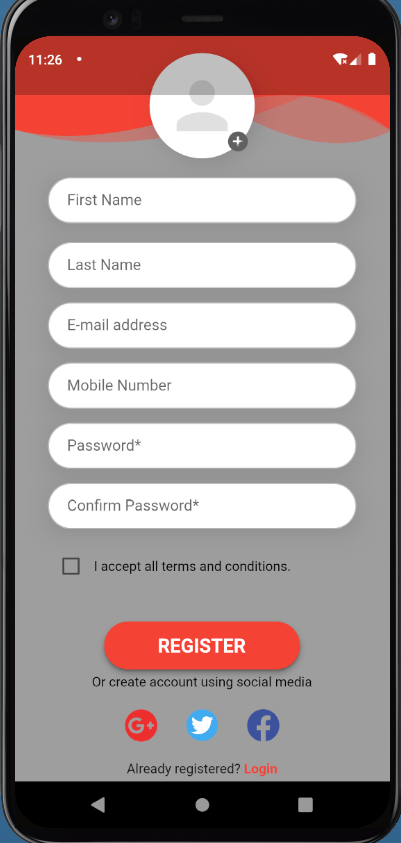 11:26
First Name
Last Name
E-mail address
Mobile Number
Password*
Confirm Password*
I accept all terms and conditions.
REGISTER
Or create account using social media
G+
Already registered? Login